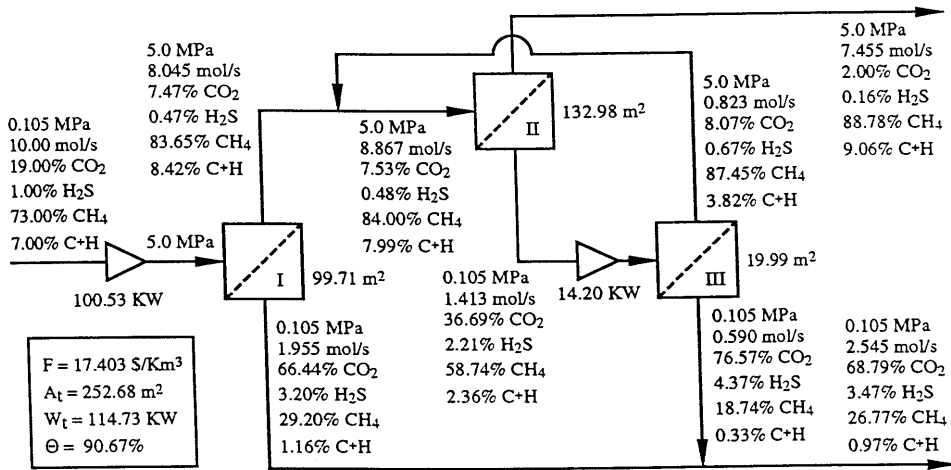 0.105 MPa
10.00 mol/s
19.00% CO₂
1.00% H₂S
73.00% CH₄
7.00% C⁺H
100.53 KW
5.0 MPa
5.0 MPa
8.045 mol/s
7.47% CO₂
0.47% H₂S
83.65% CH₄
8.42% C⁺H
I
99.71 m²
0.105 MPa
1.955 mol/s
66.44% CO₂
3.20% H₂S
29.20% CH₄
1.16% C⁺H
5.0 MPa
8.867 mol/s
7.53% CO₂
0.48% H₂S
84.00% CH₄
7.99% C⁺H
II
132.98 m²
0.105 MPa
1.413 mol/s
36.69% CO₂
2.21% H₂S
58.74% CH₄
2.36% C⁺H
14.20 KW
5.0 MPa
0.823 mol/s
8.07% CO₂
0.67% H₂S
87.45% CH₄
3.82% C⁺H
III
19.99 m²
0.105 MPa
0.590 mol/s
76.57% CO₂
4.37% H₂S
18.74% CH₄
0.33% C⁺H
5.0 MPa
7.455 mol/s
2.00% CO₂
0.16% H₂S
88.78% CH₄
9.06% C⁺H
0.105 MPa
2.545 mol/s
68.79% CO₂
3.47% H₂S
26.77% CH₄
0.97% C⁺H
F = 17.403 $/Km³
Aₜ = 252.68 m²
Wₜ = 114.73 KW
Θ = 90.67%